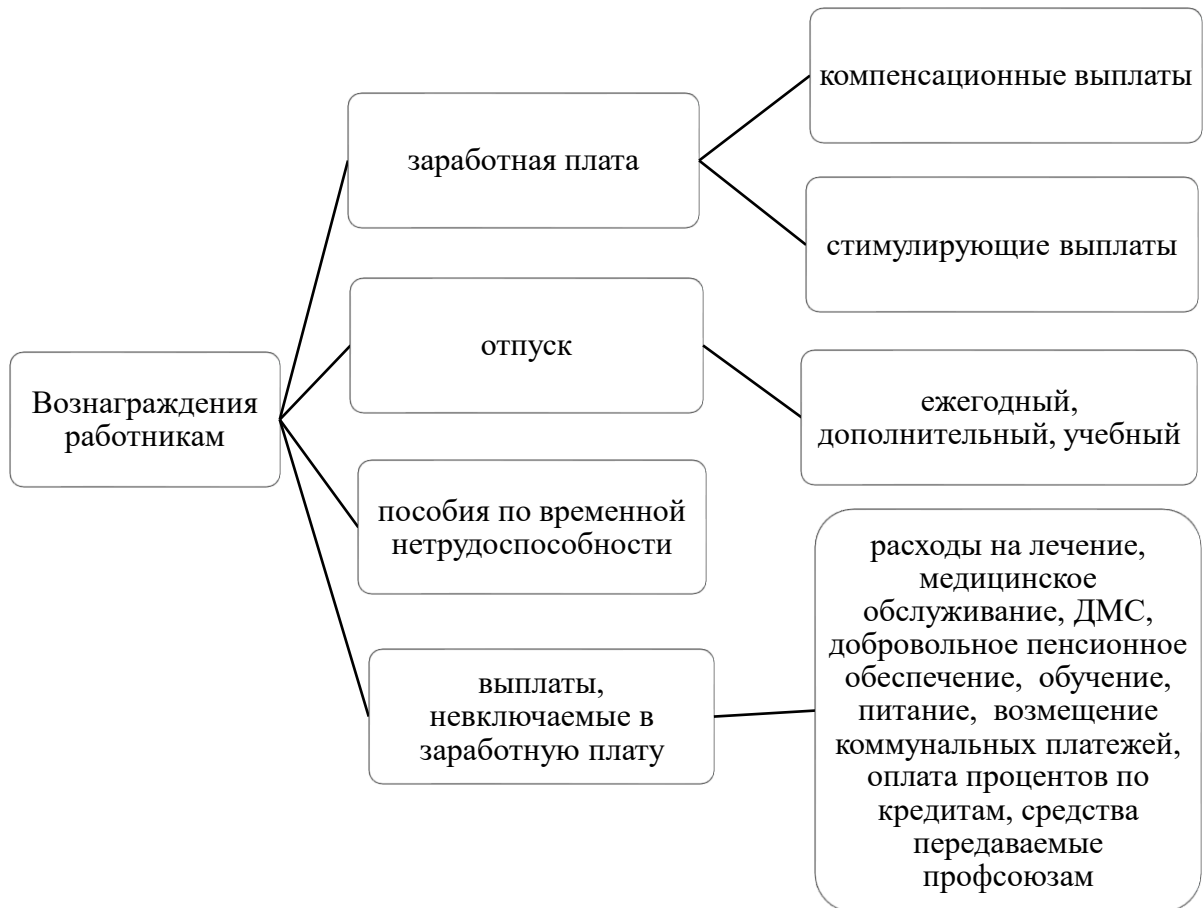 Вознаграждения
работникам
заработная плата
компенсационные выплаты
стимулирующие выплаты
отпуск
ежегодный,
дополнительный, учебный
пособия по временной
нетрудоспособности
выплаты,
невключаемые в
заработную плату
расходы на лечение,
медицинское
обслуживание, ДМС,
добровольное пенсионное
обеспечение, обучение,
питание, возмещение
коммунальных платежей,
оплата процентов по
кредитам, средства
передаваемые
профсоюзам